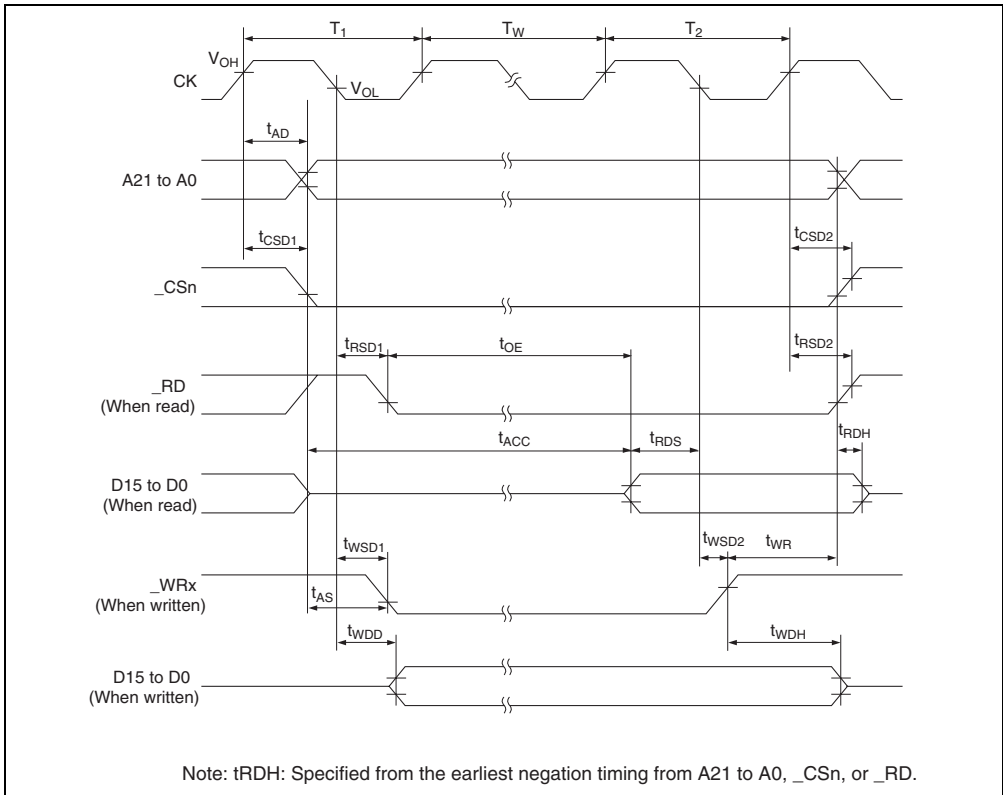 T1 TW T2
VOH
CK
VOL
tAD
A21 to A0
tCSD1 tCSD2
_CSn
tRSD1 tOE tRSD2
_RD
(When read)
tACC tRDS tRDH
D15 to D0
(When read)
tWSD1 tWSD2 tWR
_WRx
(When written)
tAS
tWDD tWDH
D15 to D0
(When written)
Note: tRDH: Specified from the earliest negation timing from A21 to A0, _CSn, or _RD.